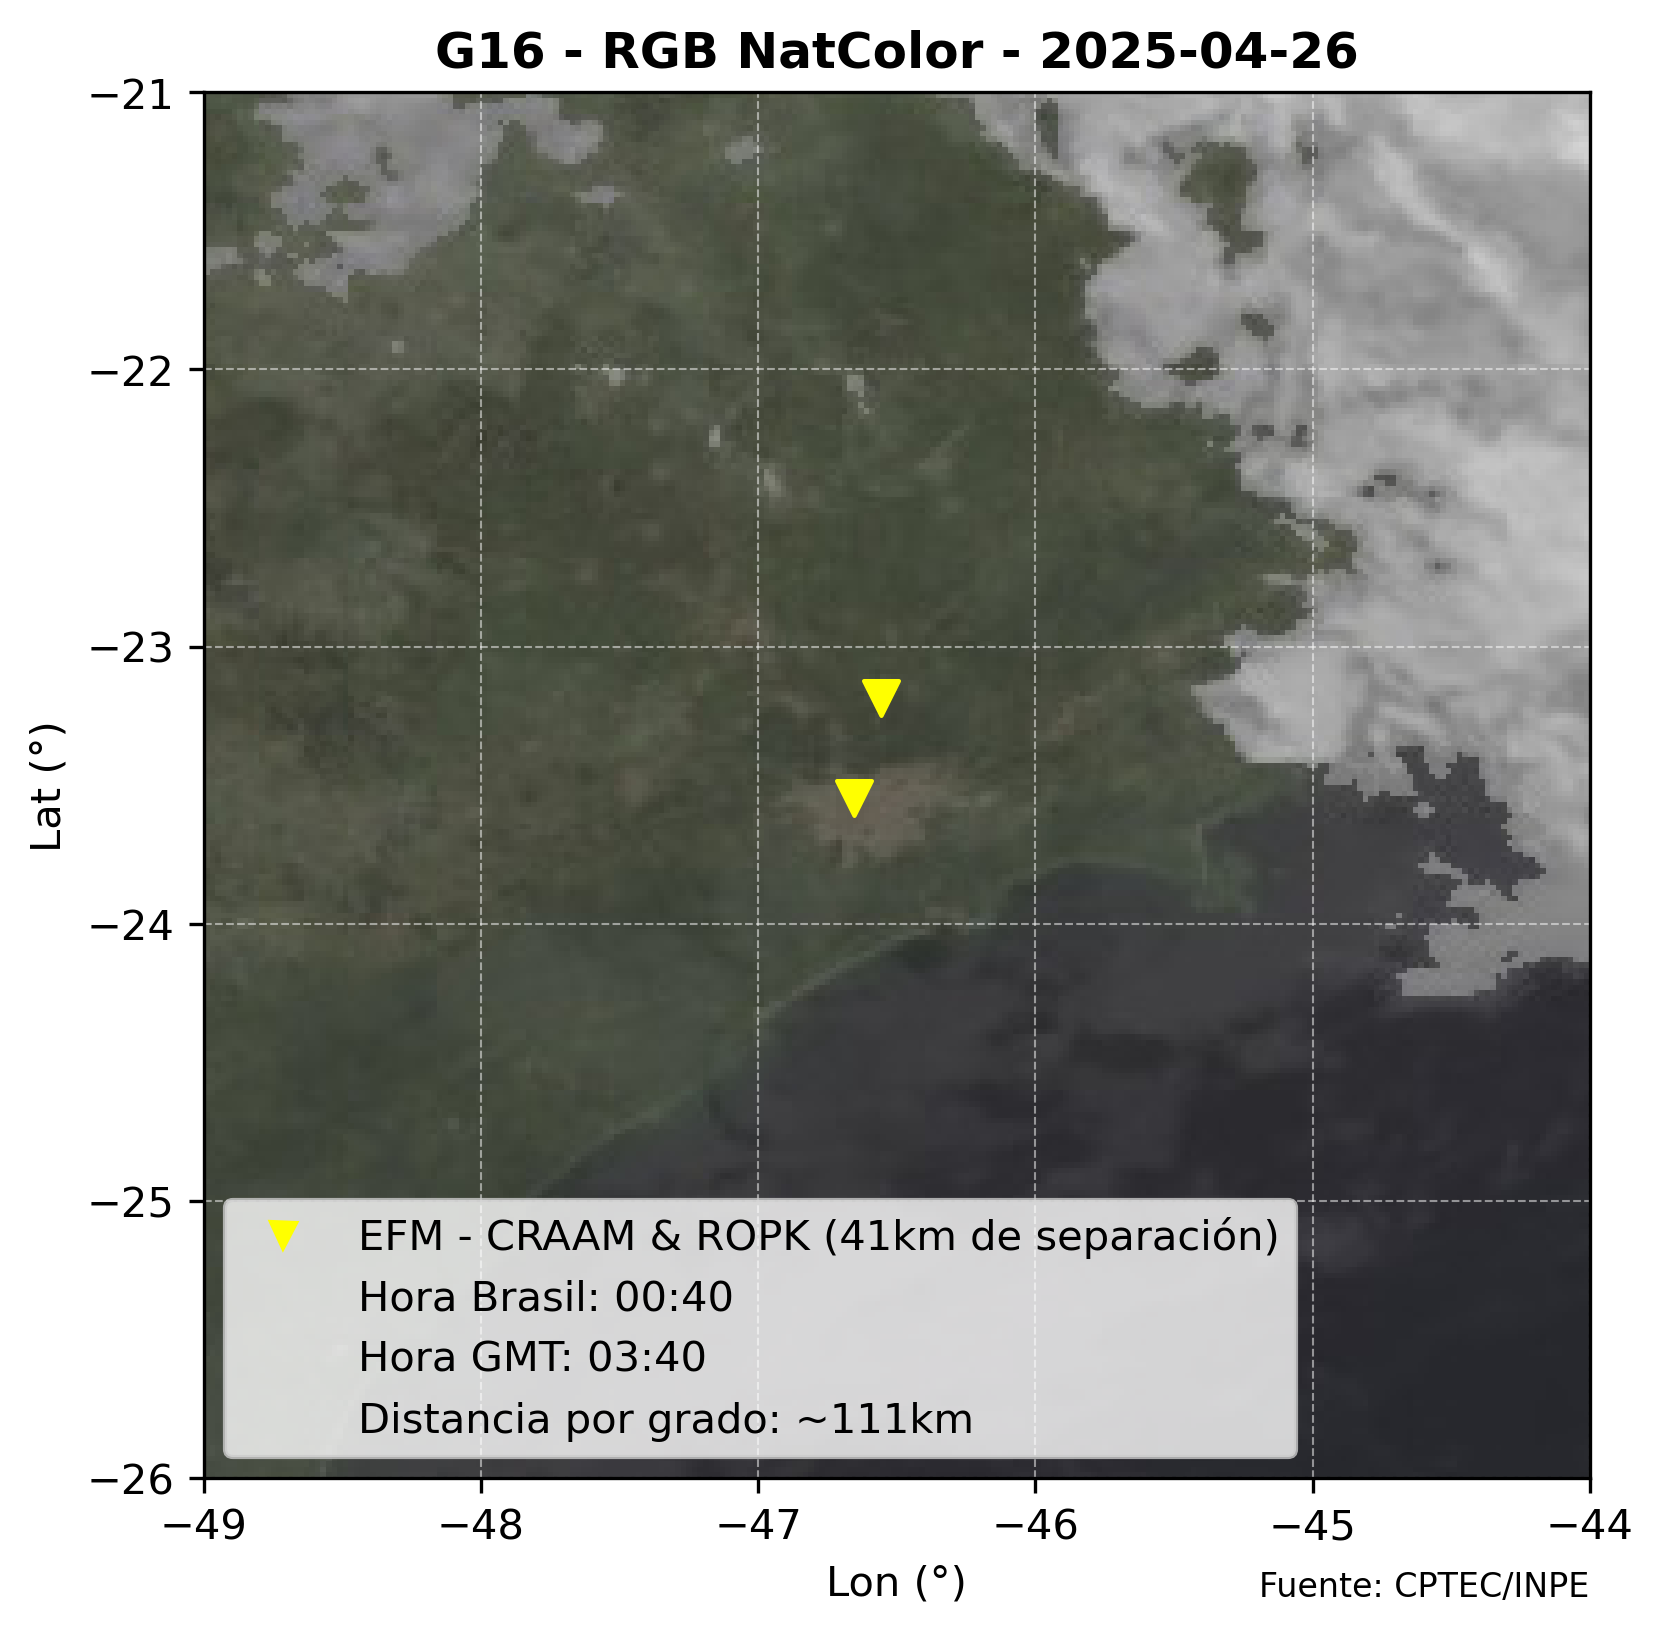 G16 - RGB NatColor - 2025-04-26
−21
−22
−23
−24
−25
−26
Lat (°)
EFM - CRAAM & ROPK (41km de separación)
Hora Brasil: 00:40
Hora GMT: 03:40
Distancia por grado: ~111km
−49 −48 −47 −46 −45 −44
Lon (°)
Fuente: CPTEC/INPE